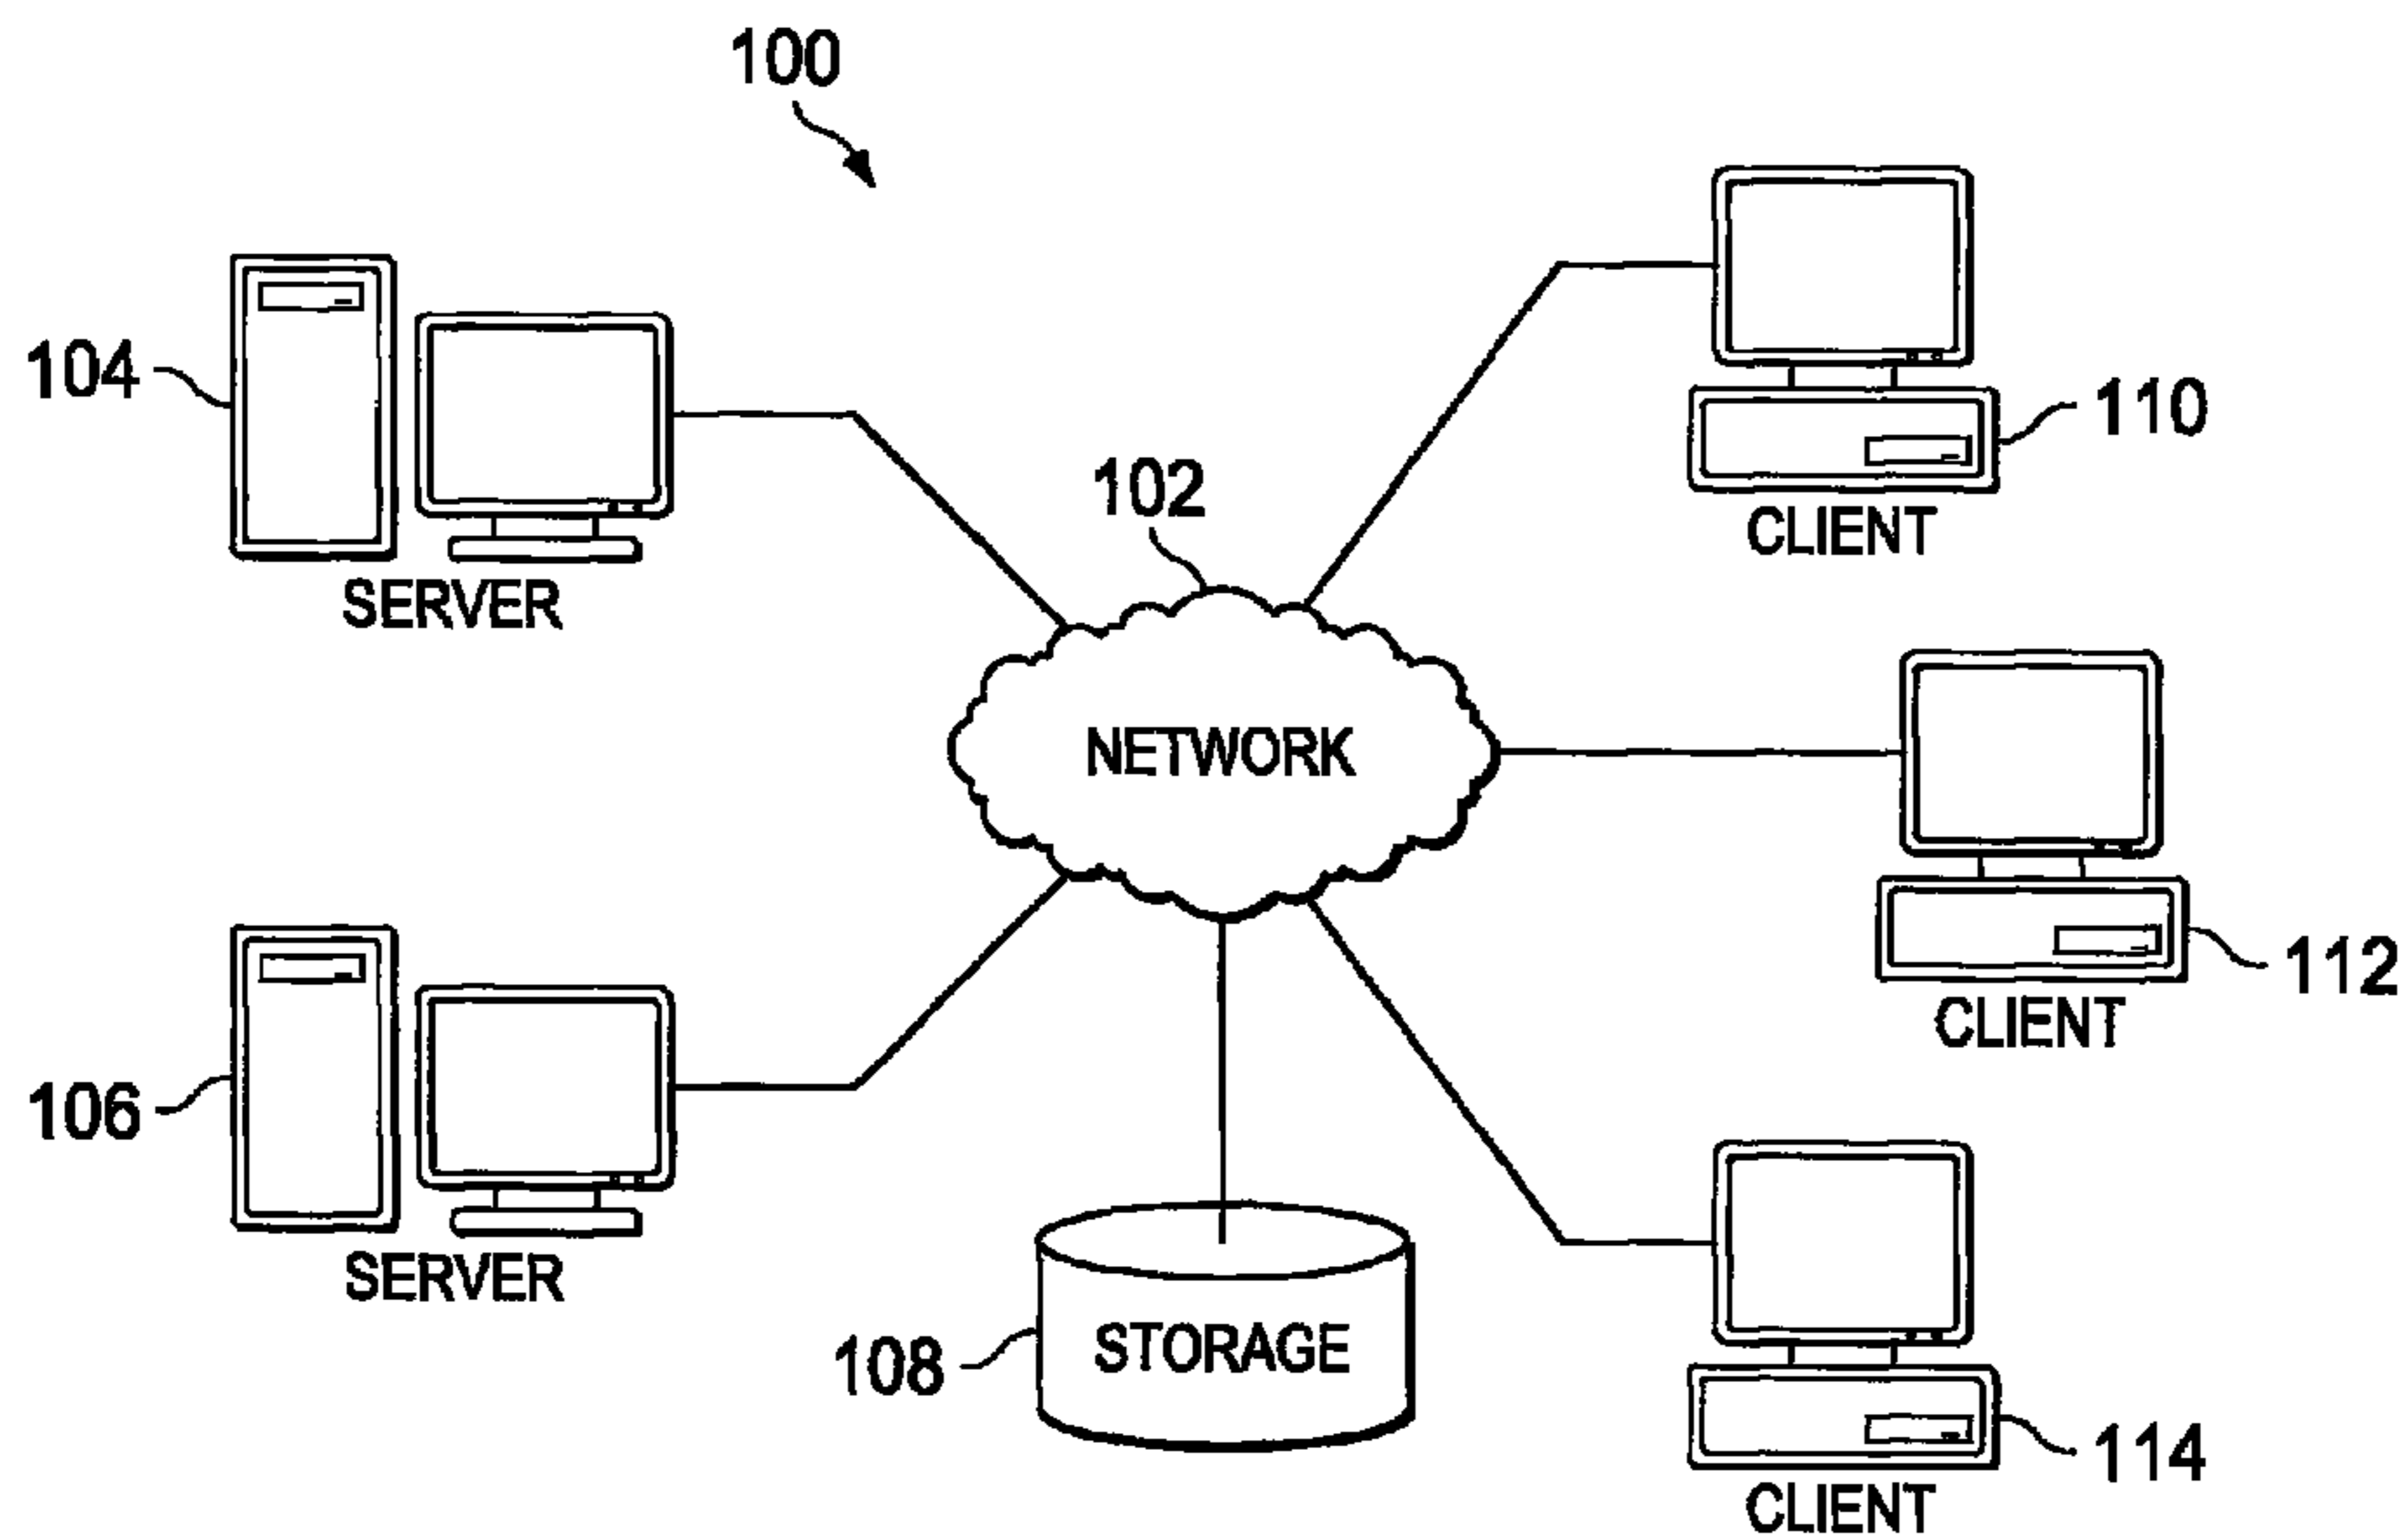 100
104
SERVER
110
CLIENT
102
NETWORK
112
CLIENT
106
SERVER
108
STORAGE
114
CLIENT